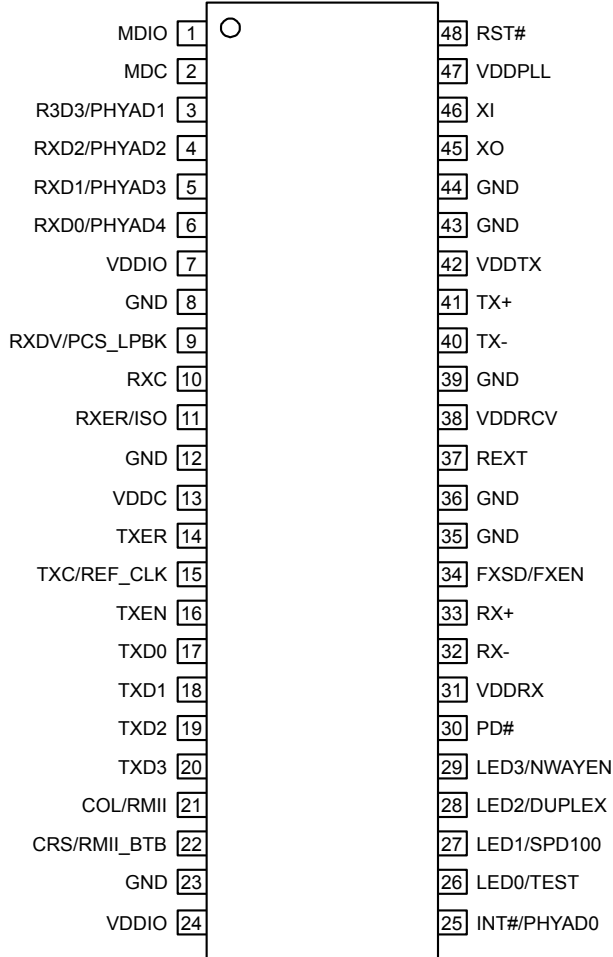 MDIO 1 48 RST#
MDC 2 47 VDDPLL
R3D3/PHYAD1 3 46 XI
RXD2/PHYAD2 4 45 XO
RXD1/PHYAD3 5 44 GND
RXD0/PHYAD4 6 43 GND
VDDIO 7 42 VDDTX
GND 8 41 TX+
RXDV/PCS_LPBK 9 40 TX-
RXC 10 39 GND
RXER/ISO 11 38 VDDRCV
GND 12 37 REXT
VDDC 13 36 GND
TXER 14 35 GND
TXC/REF_CLK 15 34 FXSD/FXEN
TXEN 16 33 RX+
TXD0 17 32 RX-
TXD1 18 31 VDDRX
TXD2 19 30 PD#
TXD3 20 29 LED3/NWAYEN
COL/RMII 21 28 LED2/DUPLEX
CRS/RMII_BTB 22 27 LED1/SPD100
GND 23 26 LED0/TEST
VDDIO 24 25 INT#/PHYAD0